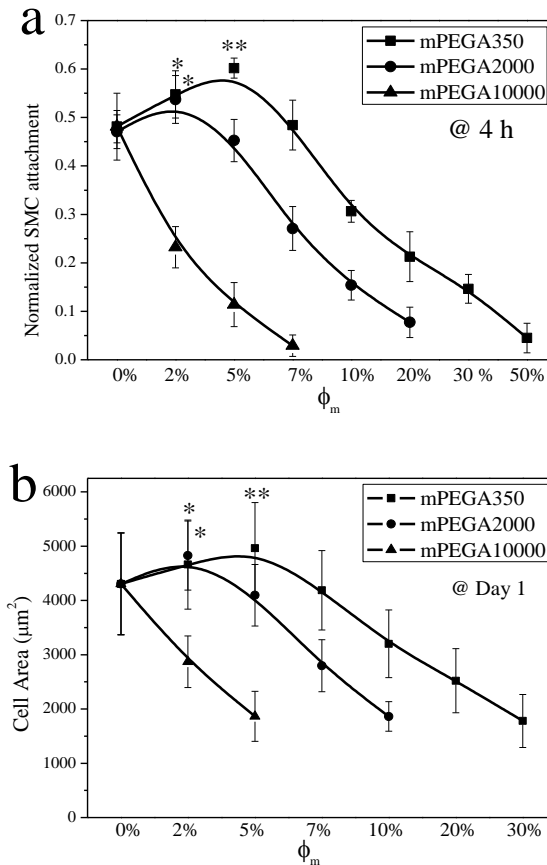 a
0.7
0.6
0.5
0.4
0.3
0.2
0.1
0.0
Normalized SMC attachment
*
*
**
mPEGA350
mPEGA2000
mPEGA10000
@ 4 h
0% 2% 5% 7% 10% 20% 30 % 50%
ϕm
b
6000
5000
4000
3000
2000
1000
0
Cell Area (μm²)
*
*
**
mPEGA350
mPEGA2000
mPEGA10000
@ Day 1
0% 2% 5% 7% 10% 20% 30%
ϕm